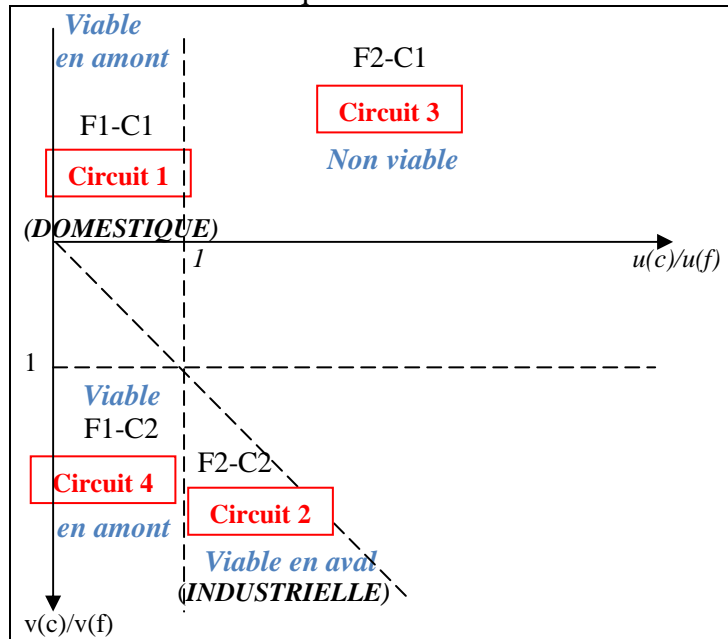 Viable
en amont
F2-C1
Circuit 3
F1-C1
Non viable
Circuit 1
(DOMESTIQUE)
1
u(c)/u(f)
1
Viable
F1-C2
F2-C2
Circuit 4
Circuit 2
en amont
Viable en aval
(INDUSTRIELLE)
v(c)/v(f)